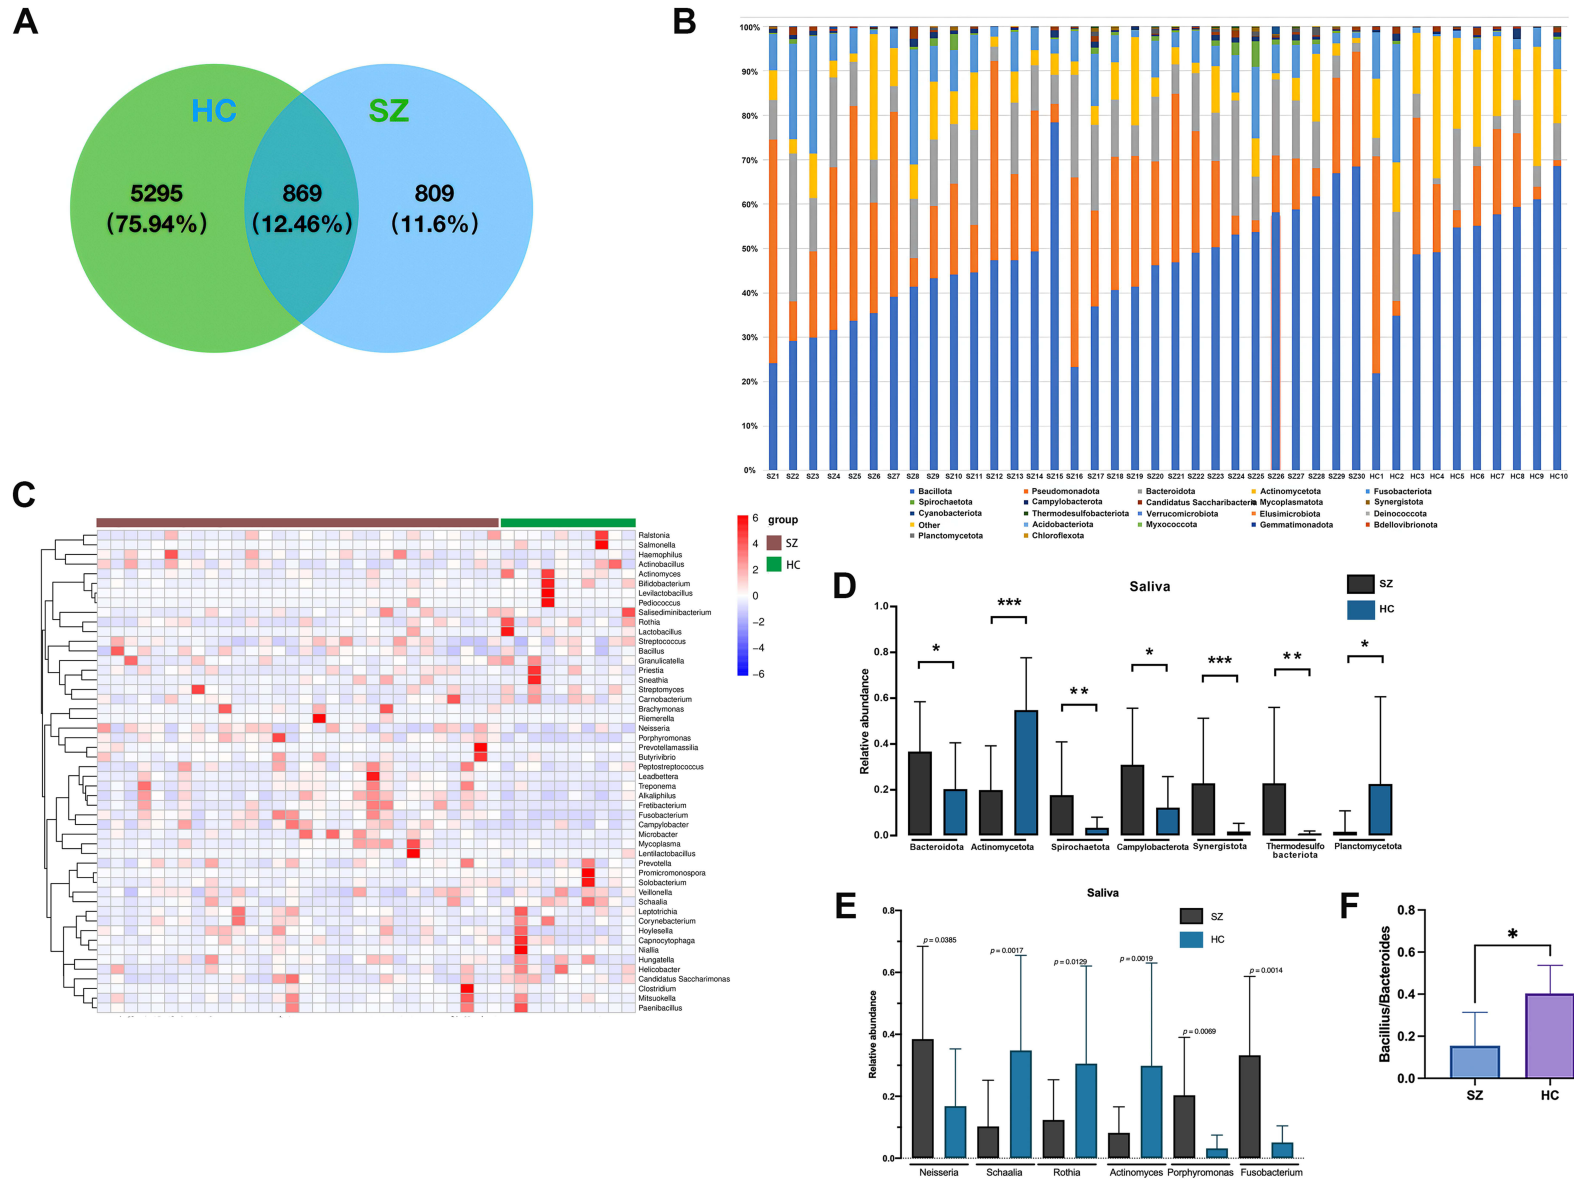 A
HC
SZ
5295
(75.94%)
869
(12.46%)
809
(11.6%)
B
100%
90%
80%
70%
60%
50%
40%
30%
20%
10%
0%
SZ1 SZ2 SZ3 SZ4 SZ5 SZ6 SZ7 SZ8 SZ9 SZ10 SZ11 SZ12 SZ13 SZ14 SZ15 SZ16 SZ17 SZ18 SZ19 SZ20 SZ21 SZ22 SZ23 SZ24 SZ25 SZ26 SZ27 SZ28 SZ29 SZ30 HC1 HC2 HC3 HC4 HC5 HC6 HC7 HC8 HC9 HC10
Bacillota Pseudomonadota Bacteroidota Actinomycetota Fusobacteriota
Spirochaetota Campylobacterota Candidatus Saccharibacteria Mycoplasmatota Synergistota
Cyanobacteriota Thermodesulfobacteriota Verrucomicrobiota Elusimicrobiota Deinococcota
Other Acidobacteriota Myxococcota Gemmatimonadota Bdellovibrionota
Planctomycetota Chloroflexota
C
6
4
2
0
−2
−4
−6
group
SZ
HC
Ralstonia
Salmonella
Haemophilus
Actinobacillus
Actinomyces
Bifidobacterium
Levilactobacillus
Pediococcus
Salisediminibacterium
Rothia
Lactobacillus
Streptococcus
Bacillus
Granulicatella
Priestia
Sneathia
Streptomyces
Carnobacterium
Brachymonas
Riemerella
Neisseria
Porphyromonas
Prevotellamassilia
Butyrivibrio
Peptostreptococcus
Leadbettera
Treponema
Alkaliphilus
Fretibacterium
Fusobacterium
Campylobacter
Microbacter
Mycoplasma
Lentilactobacillus
Prevotella
Promicromonospora
Solobacterium
Veillonella
Schaalia
Leptotrichia
Corynebacterium
Hoylesella
Capnocytophaga
Niallia
Hungatella
Helicobacter
Candidatus Saccharimonas
Clostridium
Mitsuokella
Paenibacillus
D
Saliva
SZ
HC
Relative abundance
1.0
0.8
0.6
0.4
0.2
0.0
* *** ** * *** ** *
Bacteroidota Actinomycetota Spirochaetota Campylobacterota Synergistota Thermodesulfo Planctomycetota
bacteriota
E
Saliva
SZ
HC
Relative abundance
0.8
0.6
0.4
0.2
0.0
p = 0.0385
p = 0.0017
p = 0.0129
p = 0.0019
p = 0.0069
p = 0.0014
Neisseria Schaalia Rothia Actinomyces Porphyromonas Fusobacterium
F
Bacillius/Bacteroides
0.8
0.6
0.4
0.2
0.0
*
SZ HC